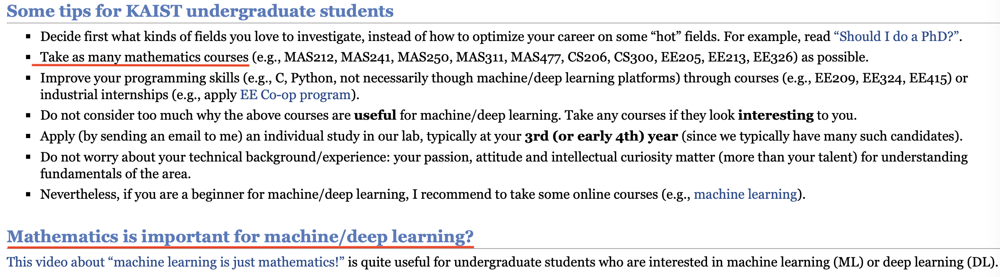 Some tips for KAIST undergraduate students
▪ Decide first what kinds of fields you love to investigate, instead of how to optimize your career on some “hot” fields. For example, read “Should I do a PhD?”.
▪ Take as many mathematics courses (e.g., MAS212, MAS241, MAS250, MAS311, MAS477, CS206, CS300, EE205, EE213, EE326) as possible.
▪ Improve your programming skills (e.g., C, Python, not necessarily though machine/deep learning platforms) through courses (e.g., EE209, EE324, EE415) or
industrial internships (e.g., apply EE Co-op program).
▪ Do not consider too much why the above courses are useful for machine/deep learning. Take any courses if they look interesting to you.
▪ Apply (by sending an email to me) an individual study in our lab, typically at your 3rd (or early 4th) year (since we typically have many such candidates).
▪ Do not worry about your technical background/experience: your passion, attitude and intellectual curiosity matter (more than your talent) for understanding
fundamentals of the area.
▪ Nevertheless, if you are a beginner for machine/deep learning, I recommend to take some online courses (e.g., machine learning).
Mathematics is important for machine/deep learning?
This video about “machine learning is just mathematics!” is quite useful for undergraduate students who are interested in machine learning (ML) or deep learning (DL).